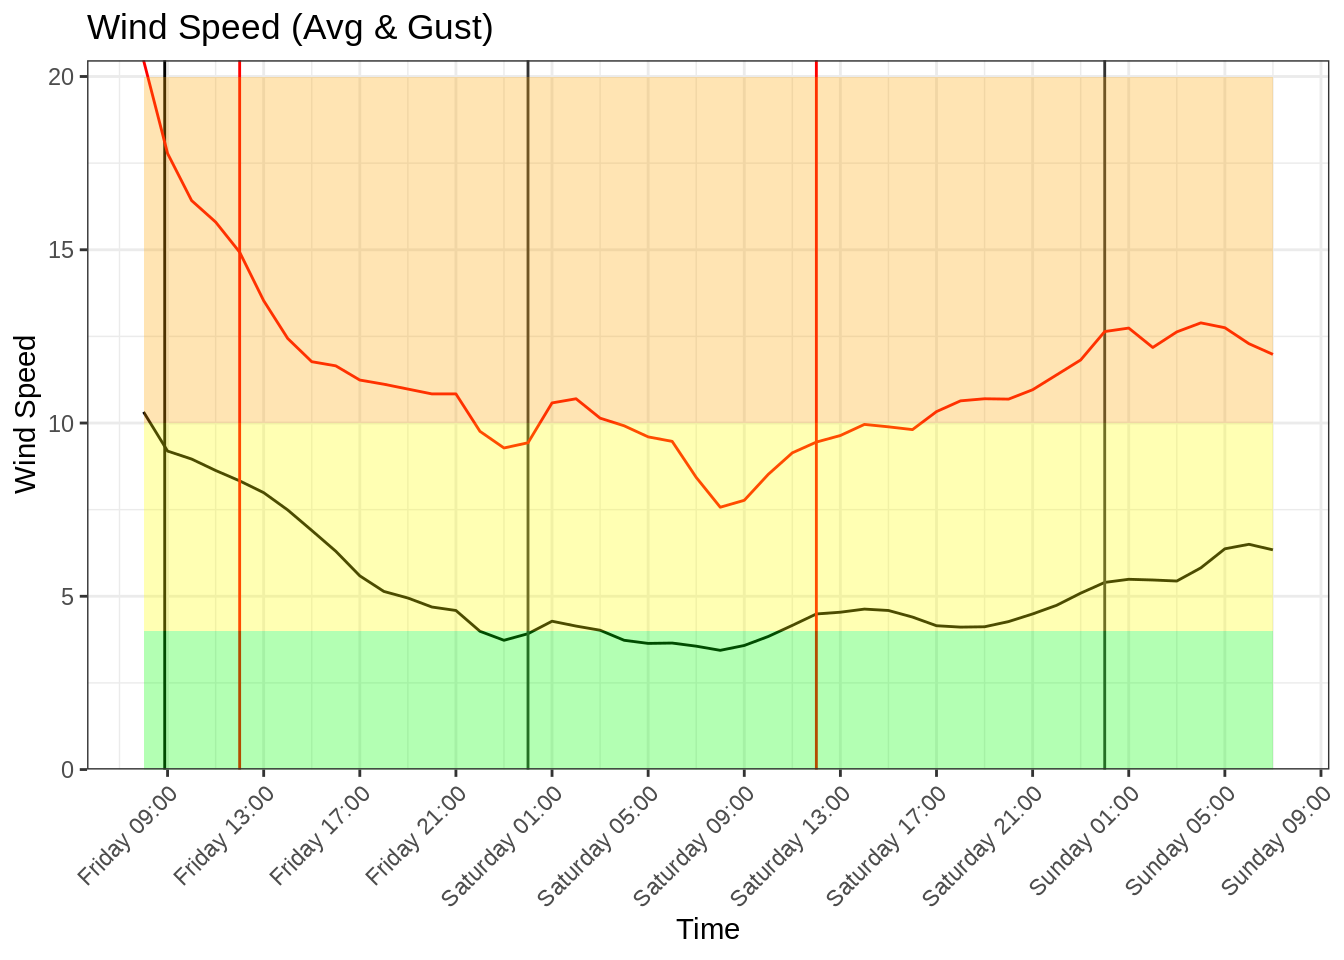 Wind Speed (Avg & Gust)
Wind Speed
20
15
10
5
0
Friday 09:00
Friday 13:00
Friday 17:00
Friday 21:00
Saturday 01:00
Saturday 05:00
Saturday 09:00
Saturday 13:00
Saturday 17:00
Saturday 21:00
Sunday 01:00
Sunday 05:00
Sunday 09:00
Time